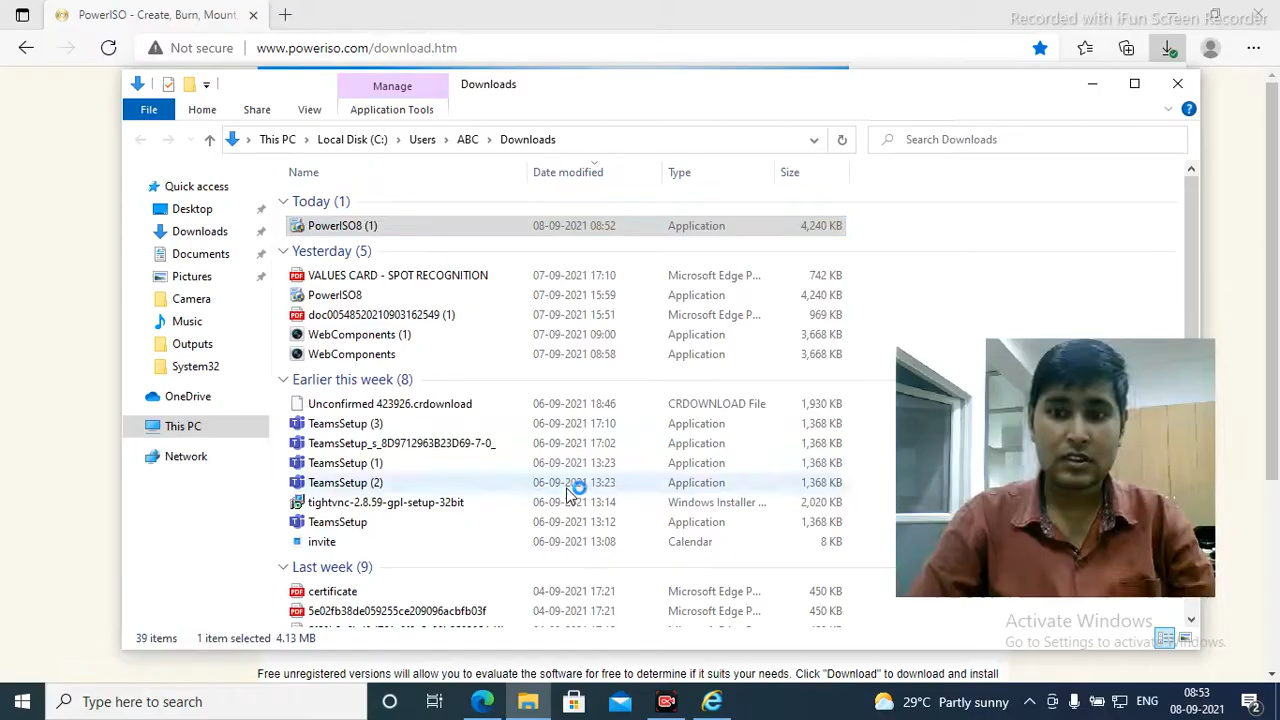 PowerISO - Create, Burn, Mount,
Recorded with iFun Screen Recorder
Not secure
www.poweriso.com/download.htm
Manage
Downloads
File
Home
Share
View
Application Tools
This PC
Local Disk (C:)
Users
ABC
Downloads
Search Downloads
Name
Date modified
Type
Size
Quick access
Desktop
Downloads
Documents
Pictures
Camera
Music
Outputs
System32
OneDrive
This PC
Network
Today (1)
PowerISO8 (1) 08-09-2021 08:52 Application 4,240 KB
Yesterday (5)
VALUES CARD - SPOT RECOGNITION 07-09-2021 17:10 Microsoft Edge P... 742 KB
PowerISO8 07-09-2021 15:59 Application 4,240 KB
doc00548520210903162549 (1) 07-09-2021 15:51 Microsoft Edge P... 969 KB
WebComponents (1) 07-09-2021 09:00 Application 3,668 KB
WebComponents 07-09-2021 08:58 Application 3,668 KB
Earlier this week (8)
Unconfirmed 423926.crdownload 06-09-2021 18:46 CRDOWNLOAD File 1,930 KB
TeamsSetup (3) 06-09-2021 17:10 Application 1,368 KB
TeamsSetup_s_8D9712963B23D69-7-0_ 06-09-2021 17:02 Application 1,368 KB
TeamsSetup (1) 06-09-2021 13:23 Application 1,368 KB
TeamsSetup (2) 06-09-2021 13:23 Application 1,368 KB
tightvnc-2.8.59-gpl-setup-32bit 06-09-2021 13:14 Windows Installer ... 2,020 KB
TeamsSetup 06-09-2021 13:12 Application 1,368 KB
invite 06-09-2021 13:08 Calendar 8 KB
Last week (9)
certificate 04-09-2021 17:21 Microsoft Edge P... 450 KB
5e02fb38de059255ce209096acbfb03f 04-09-2021 17:21 Microsoft Edge P... 450 KB
39 items 1 item selected 4.13 MB
Activate Windows
Go to Settings to activate Windows.
Free unregistered versions will allow you to evaluate the software for free to determine if it suits your needs. Click "Download" to download and install
Type here to search
29°C Partly sunny
ENG
08:53
08-09-2021
2